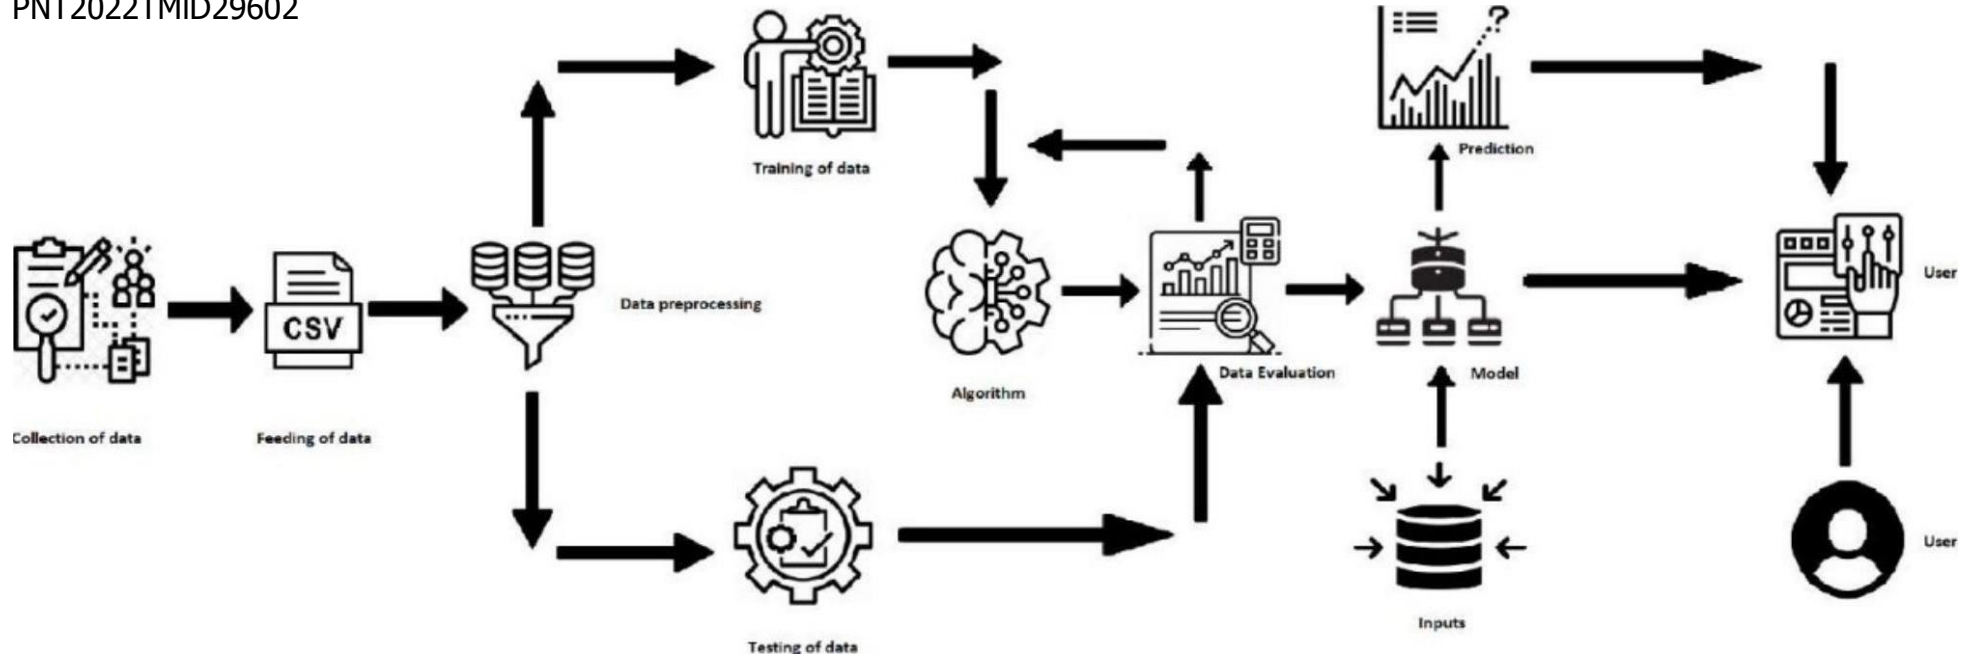 PNT2022TMID29602
Training of data
Prediction
Data preprocessing
CSV
User
Data Evaluation
Model
Algorithm
Collection of data
Feeding of data
User
Inputs
Testing of data